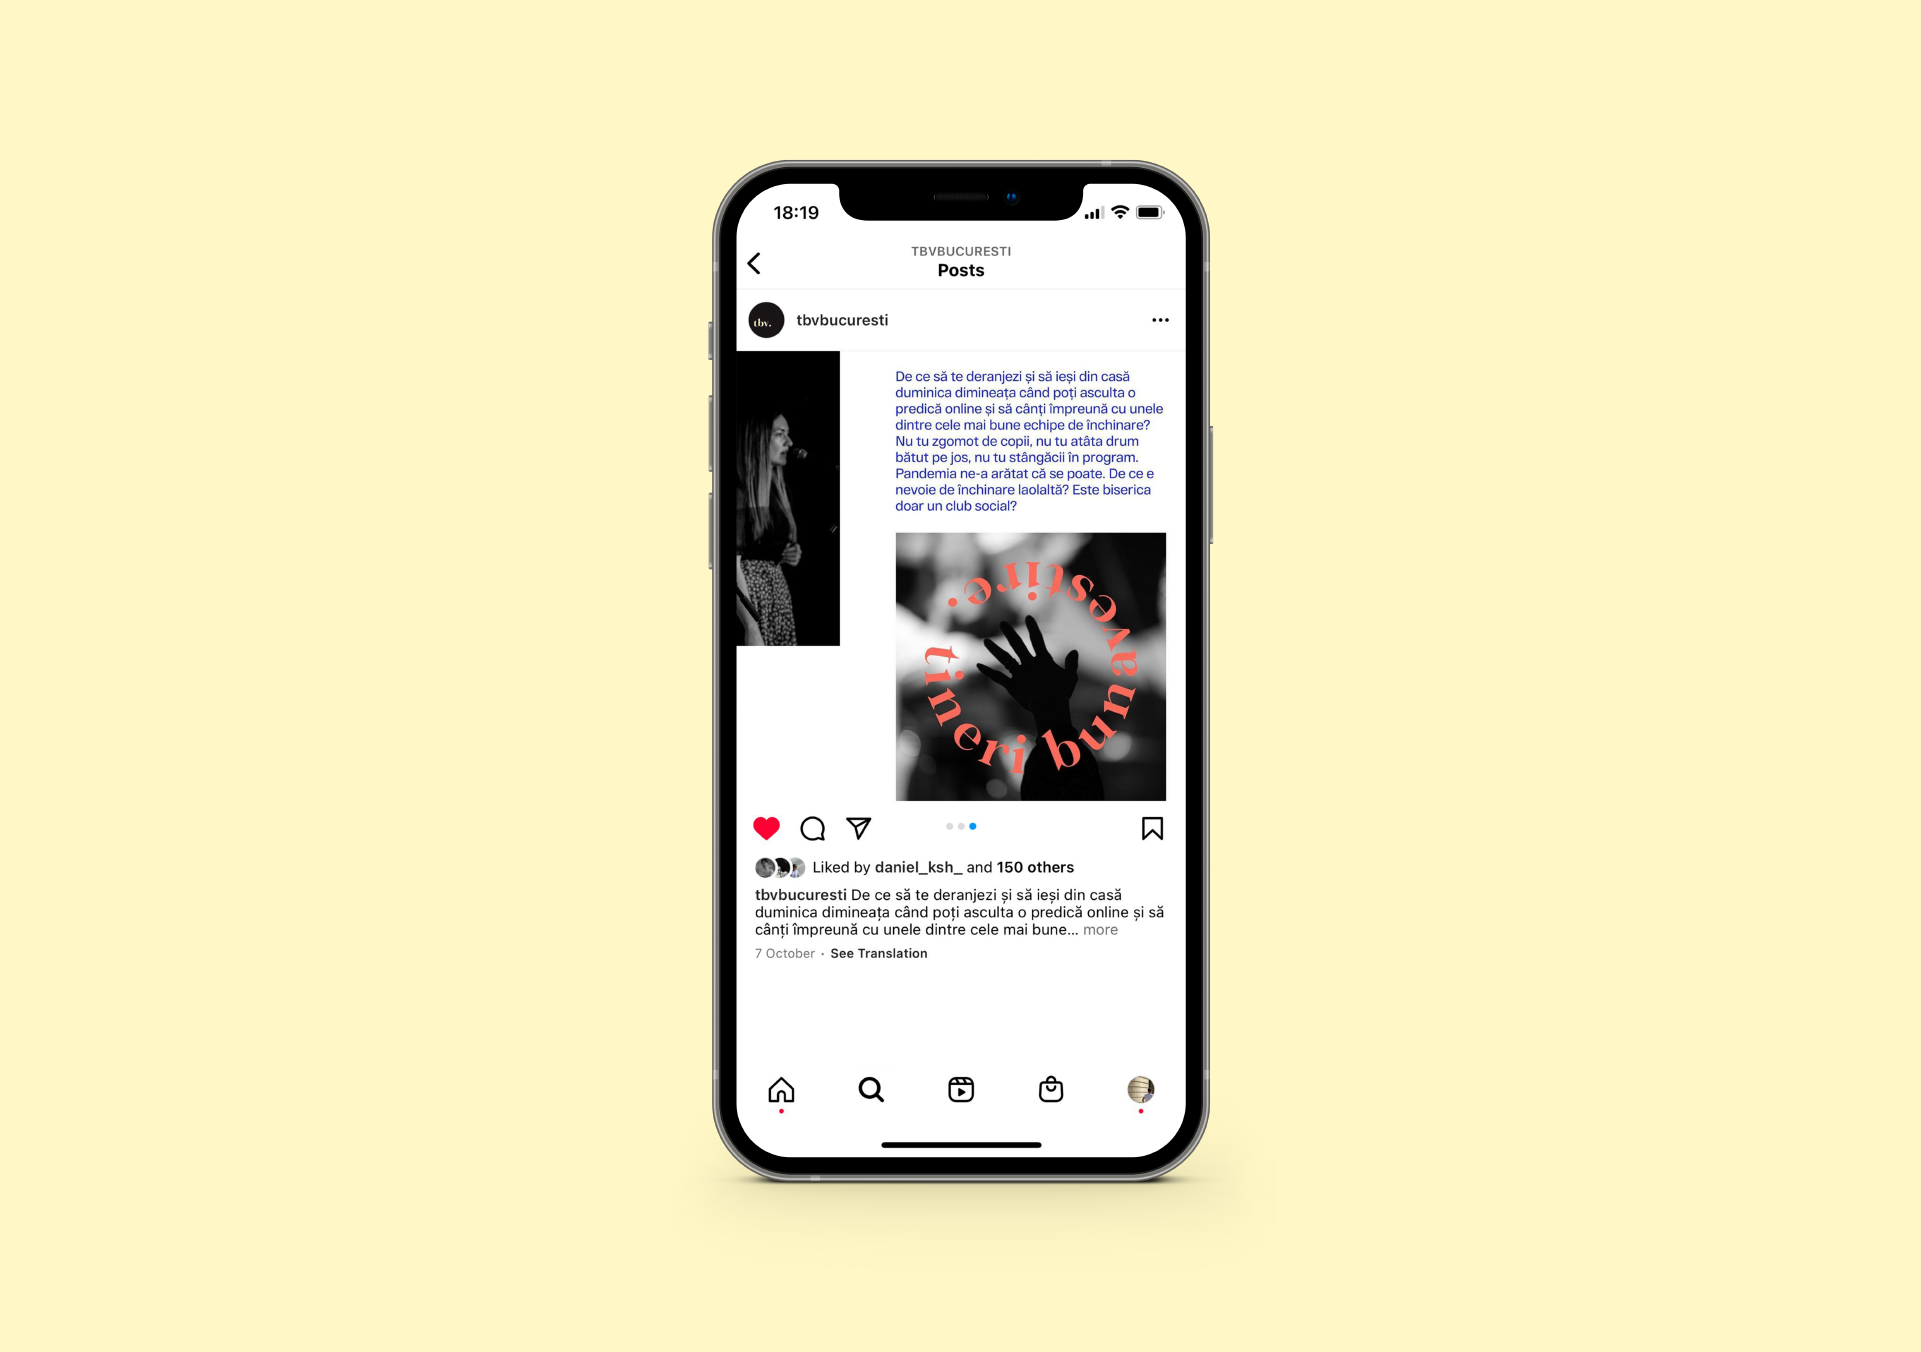 18:19
TBVBUCURESTI
Posts
tbv.
tbvbucuresti
De ce să te deranjezi și să ieși din casă
duminica dimineața când poți asculta o
predică online și să cânți împreună cu unele
dintre cele mai bune echipe de închinare?
Nu tu zgomot de copii, nu tu atâta drum
bătut pe jos, nu tu stângăcii în program.
Pandemia ne-a arătat că se poate. De ce e
nevoie de închinare laolaltă? Este biserica
doar un club social?
tineri bunavestire.
Liked by daniel_ksh_ and 150 others
tbvbucuresti De ce să te deranjezi și să ieși din casă
duminica dimineața când poți asculta o predică online și să
cânți împreună cu unele dintre cele mai bune... more
7 October · See Translation